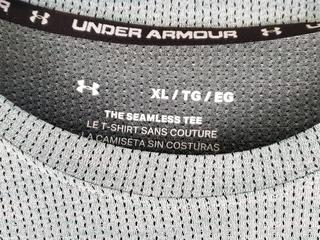 UNDER ARMOUR
XL / TG / EG
THE SEAMLESS TEE
LE T-SHIRT SANS COUTURE
LA CAMISETA SIN COSTURAS